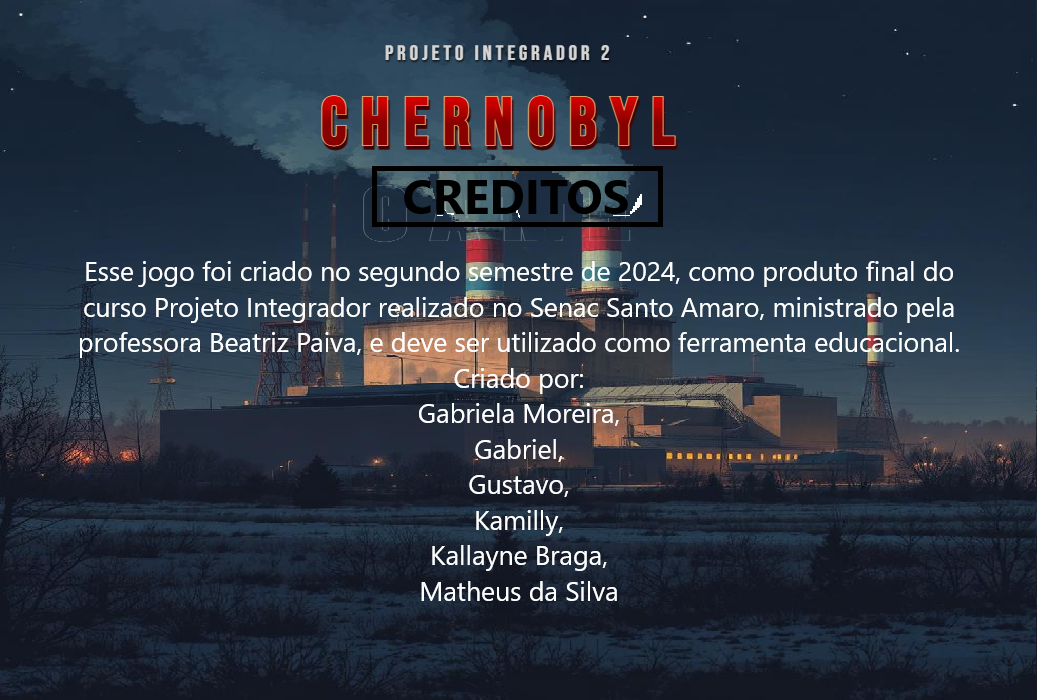 PROJETO INTEGRADOR 2
CHERNOBYL
CREDITOS
Esse jogo foi criado no segundo semestre de 2024, como produto final do
curso Projeto Integrador realizado no Senac Santo Amaro, ministrado pela
professora Beatriz Paiva, e deve ser utilizado como ferramenta educacional.
Criado por:
Gabriela Moreira,
Gabriel,
Gustavo,
Kamilly,
Kallayne Braga,
Matheus da Silva